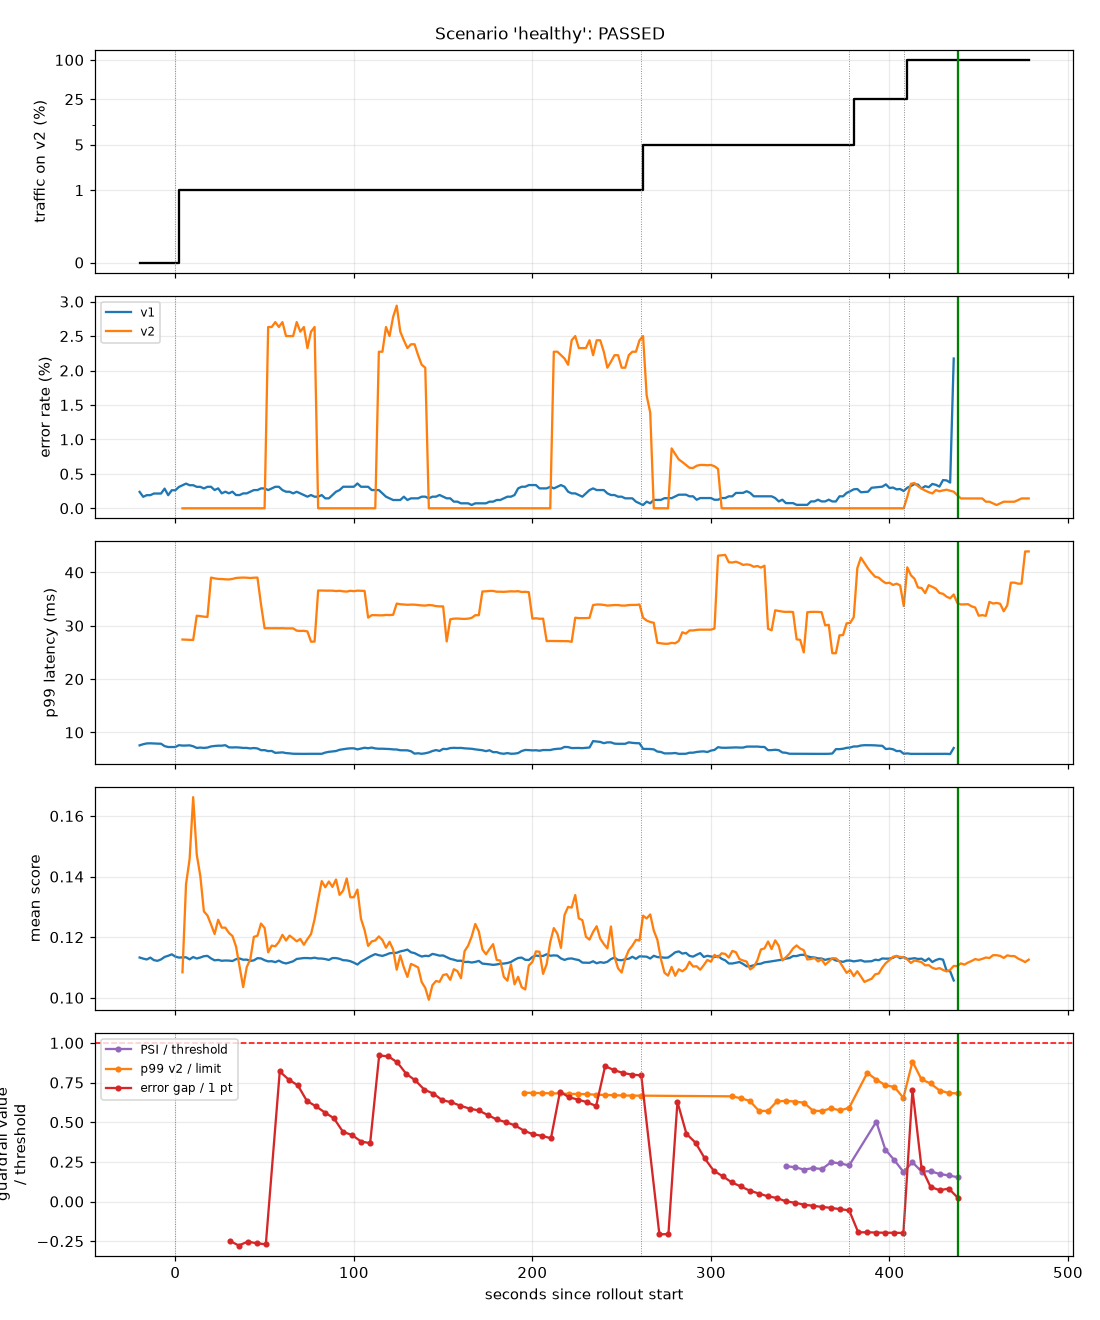 Scenario 'healthy': PASSED
traffic on v2 (%)
100
25
5
1
0
error rate (%)
3.0
2.5
2.0
1.5
1.0
0.5
0.0
v1
v2
p99 latency (ms)
40
30
20
10
mean score
0.16
0.14
0.12
0.10
guardrail value
/ threshold
1.00
0.75
0.50
0.25
0.00
−0.25
PSI / threshold
p99 v2 / limit
error gap / 1 pt
0
100
200
300
400
500
seconds since rollout start